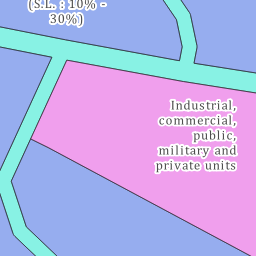 (S.L. : 10% -
30%)
Industrial,
commercial,
public,
military and
private units